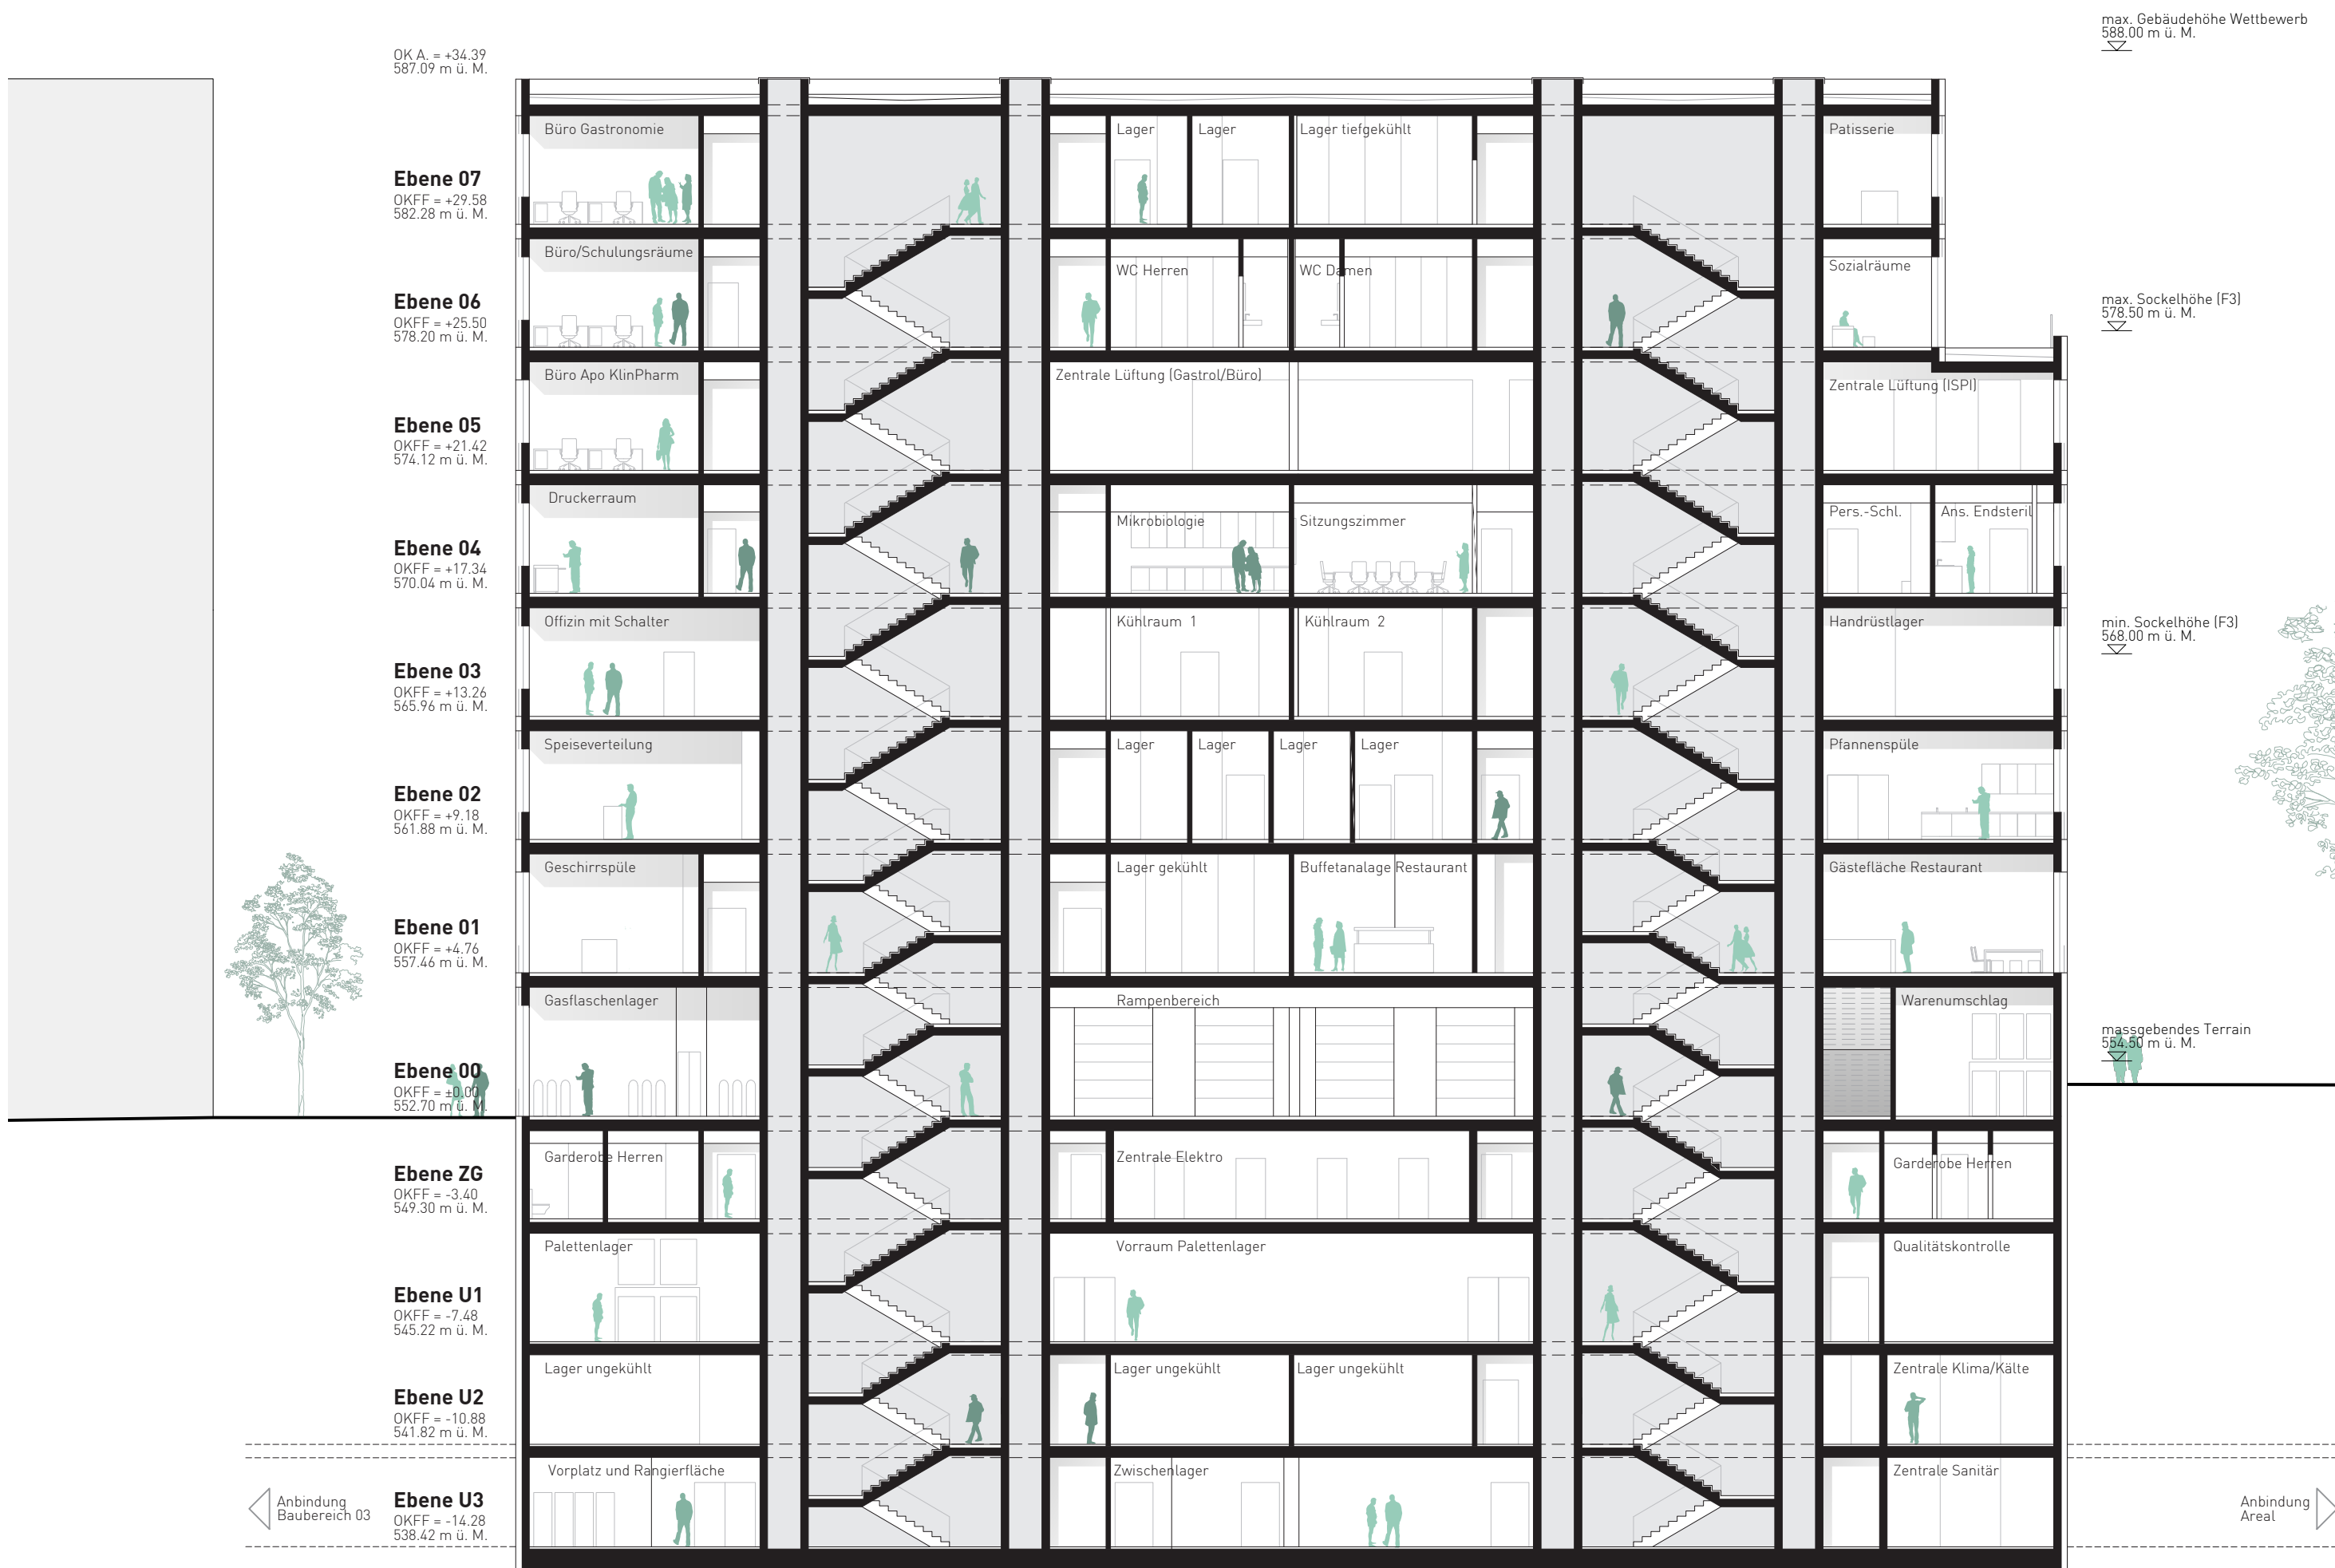 max. Gebäudehöhe Wettbewerb
588.00 m ü. M.
OK A. = +34.39
587.09 m ü. M.
Büro Gastronomie
Lager
Lager
Lager tiefgekühlt
Patisserie
Ebene 07
OKFF = +29.58
582.28 m ü. M.
Büro/Schulungsräume
WC Herren
WC Damen
Sozialräume
Ebene 06
OKFF = +25.50
578.20 m ü. M.
max. Sockelhöhe (F3)
578.50 m ü. M.
Büro Apo KlinPharm
Zentrale Lüftung (Gastrol/Büro)
Zentrale Lüftung (ISPI)
Ebene 05
OKFF = +21.42
574.12 m ü. M.
Druckerraum
Mikrobiologie
Sitzungszimmer
Pers.-Schl.
Ans. Endsteril
Ebene 04
OKFF = +17.34
570.04 m ü. M.
Offizin mit Schalter
Kühlraum 1
Kühlraum 2
Handrüstlager
min. Sockelhöhe (F3)
568.00 m ü. M.
Ebene 03
OKFF = +13.26
565.96 m ü. M.
Speiseverteilung
Lager
Lager
Lager
Lager
Pfannenspüle
Ebene 02
OKFF = +9.18
561.88 m ü. M.
Geschirrspüle
Lager gekühlt
Buffetanalage Restaurant
Gästefläche Restaurant
Ebene 01
OKFF = +4.76
557.46 m ü. M.
Gasflaschenlager
Rampenbereich
Warenumschlag
massgebendes Terrain
554.50 m ü. M.
Ebene 00
OKFF = ±0.00
552.70 m ü. M.
Garderobe Herren
Zentrale Elektro
Garderobe Herren
Ebene ZG
OKFF = -3.40
549.30 m ü. M.
Palettenlager
Vorraum Palettenlager
Qualitätskontrolle
Ebene U1
OKFF = -7.48
545.22 m ü. M.
Lager ungekühlt
Lager ungekühlt
Lager ungekühlt
Zentrale Klima/Kälte
Ebene U2
OKFF = -10.88
541.82 m ü. M.
Vorplatz und Rangierfläche
Zwischenlager
Zentrale Sanitär
Ebene U3
OKFF = -14.28
538.42 m ü. M.
Anbindung
Baubereich 03
Anbindung
Areal